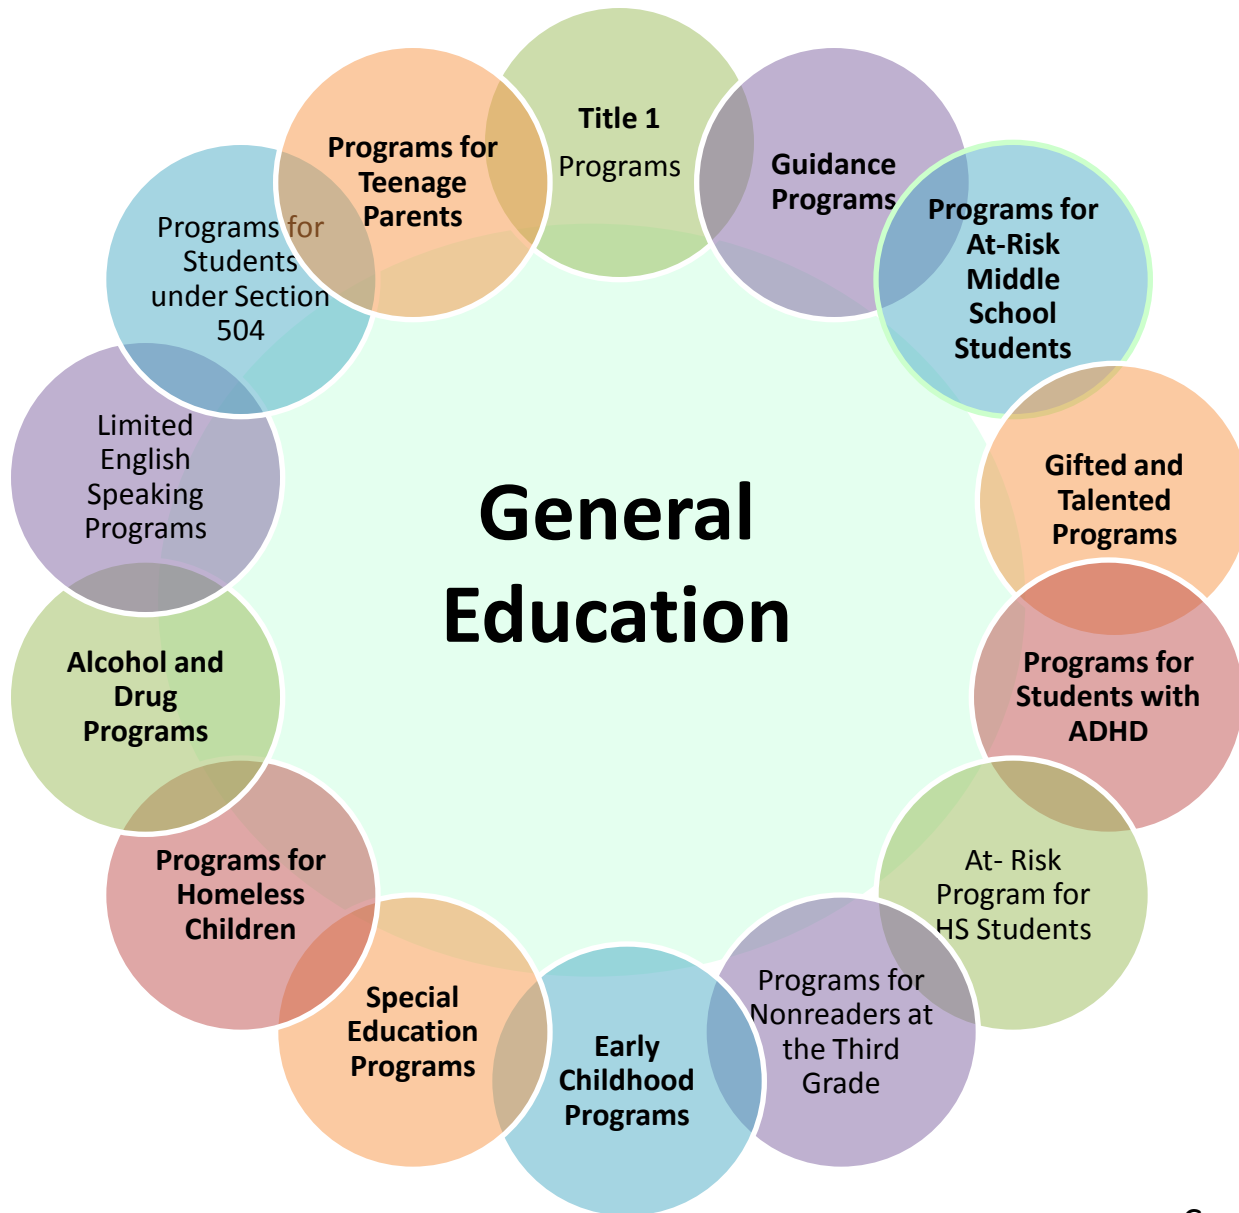 Title 1
Programs
Guidance
Programs
Programs for
At-Risk
Middle
School
Students
Gifted and
Talented
Programs
Programs for
Students with
ADHD
At- Risk
Program for
HS Students
Programs for
Nonreaders at
the Third
Grade
Early
Childhood
Programs
Special
Education
Programs
Programs for
Homeless
Children
Alcohol and
Drug
Programs
Limited
English
Speaking
Programs
Programs for
Students
under Section
504
Programs for
Teenage
Parents
General
Education